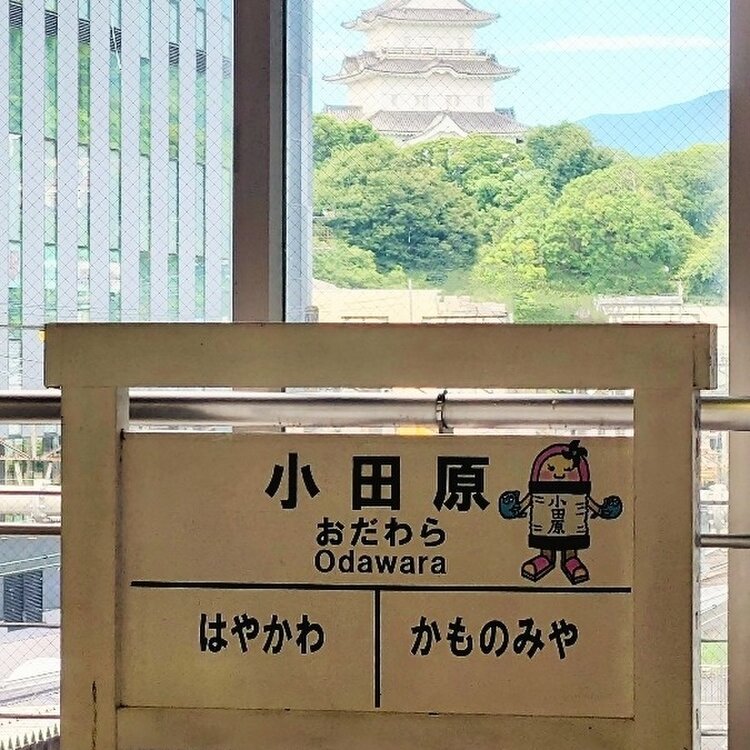 小田原
おだわら
Odawara
小田原
はやかわ
かものみや